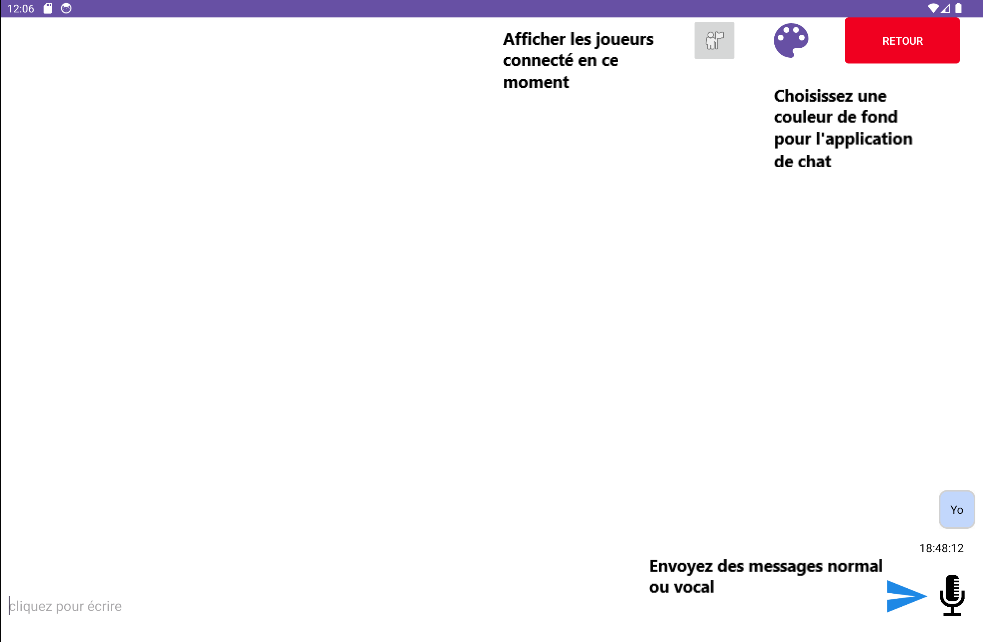 12:06
Afficher les joueurs
connecté en ce
moment
RETOUR
Choisissez une
couleur de fond
pour l'application
de chat
Yo
18:48:12
Envoyez des messages normal
ou vocal
cliquez pour écrire